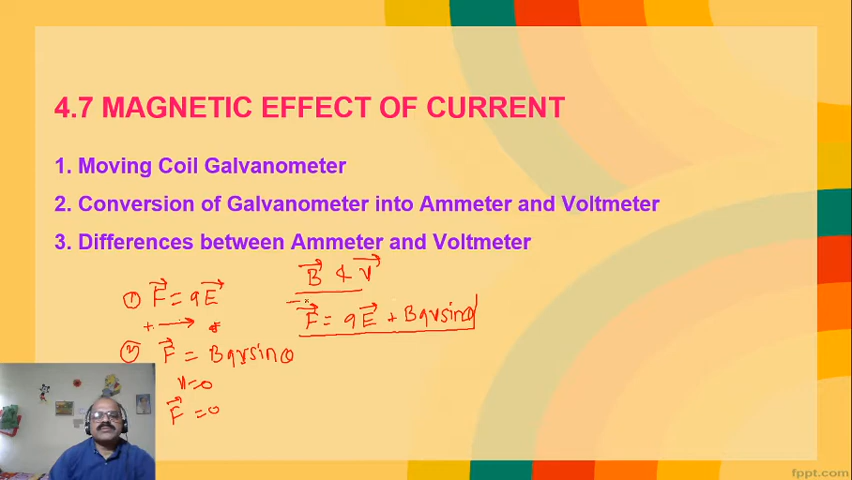 4.7 MAGNETIC EFFECT OF CURRENT
1. Moving Coil Galvanometer
2. Conversion of Galvanometer into Ammeter and Voltmeter
3. Differences between Ammeter and Voltmeter
B⃗ & v⃗
① F⃗ = qE⃗
F⃗ = qE⃗ + Bqvsinθ
+ →
② F⃗ = Bqvsinθ
v=0
F⃗ = 0
fppt.com